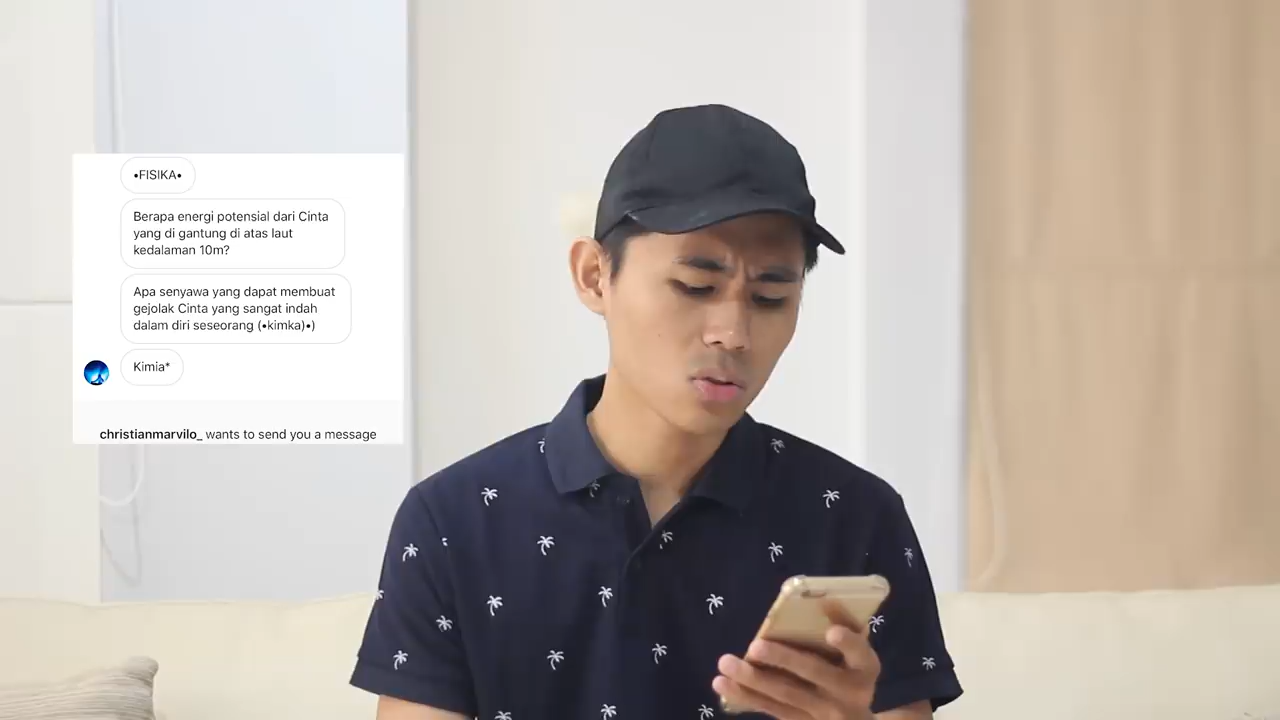 •FISIKA•
Berapa energi potensial dari Cinta
yang di gantung di atas laut
kedalaman 10m?
Apa senyawa yang dapat membuat
gejolak Cinta yang sangat indah
dalam diri seseorang (•kimka)•)
Kimia*
christianmarvilo_ wants to send you a message